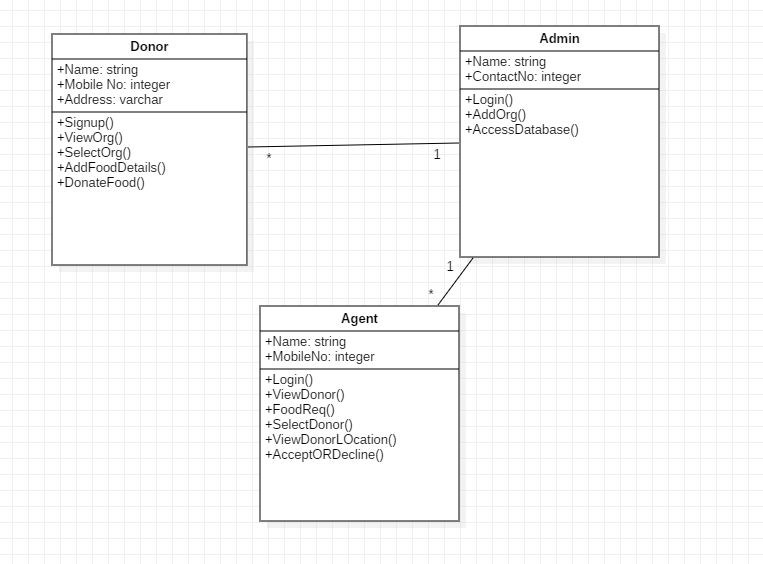 Donor
+Name: string
+Mobile No: integer
+Address: varchar
+Signup()
+ViewOrg()
+SelectOrg()
+AddFoodDetails()
+DonateFood()
*
1
Admin
+Name: string
+ContactNo: integer
+Login()
+AddOrg()
+AccessDatabase()
1
*
Agent
+Name: string
+MobileNo: integer
+Login()
+ViewDonor()
+FoodReq()
+SelectDonor()
+ViewDonorLOcation()
+AcceptORDecline()